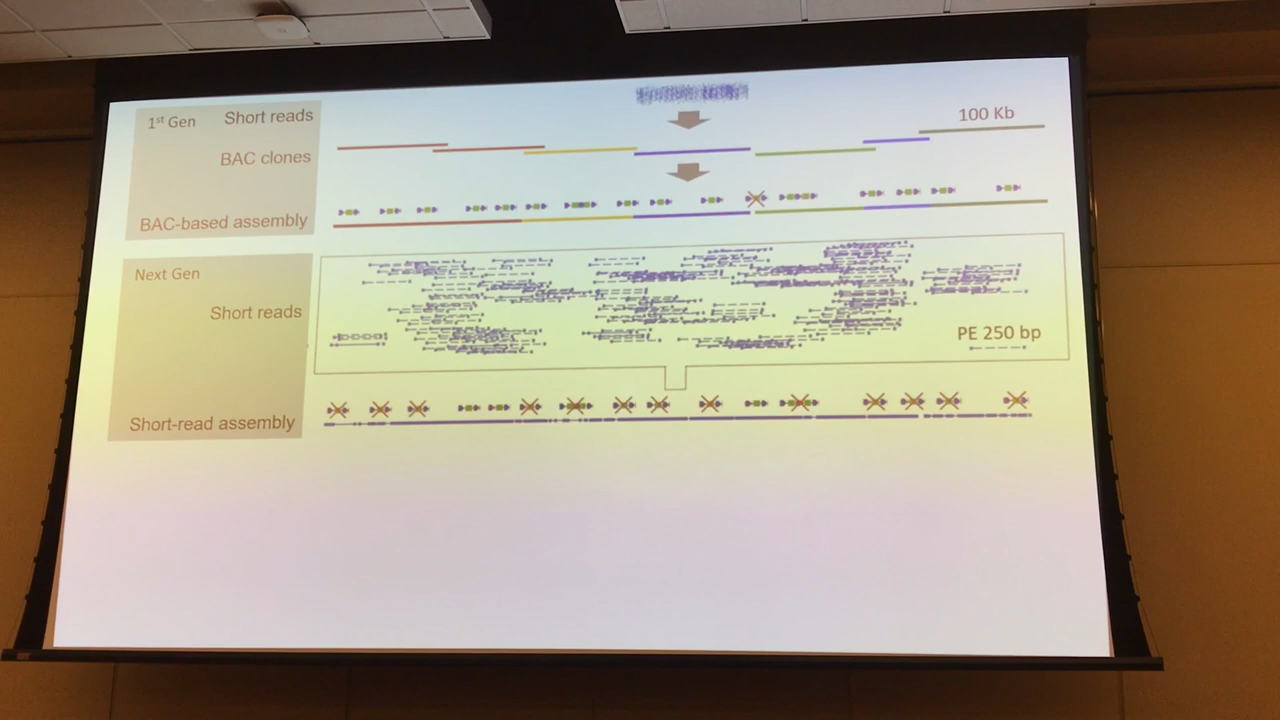 1st Gen Short reads
100 Kb
BAC clones
BAC-based assembly
Next Gen
Short reads
PE 250 bp
Short-read assembly